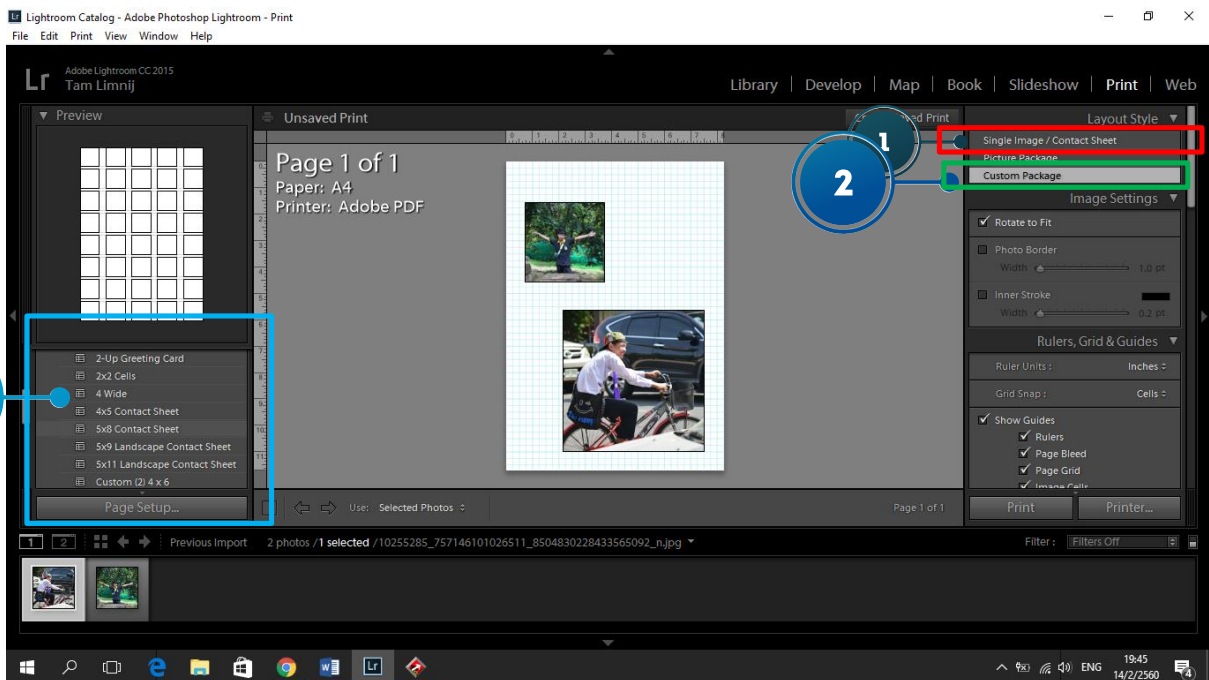 Lightroom Catalog - Adobe Photoshop Lightroom - Print
File Edit Print View Window Help
Lr
Adobe Lightroom CC 2015
Tam Limnij
Library | Develop | Map | Book | Slideshow | Print | Web
Preview
Unsaved Print
Print
Layout Style
1
2
Single Image / Contact Sheet
Picture Package
Custom Package
Page 1 of 1
Paper: A4
Printer: Adobe PDF
Image Settings
Rotate to Fit
Photo Border
Width 1.0 pt
Inner Stroke
Width 0.2 pt
Rulers, Grid & Guides
Ruler Units : Inches
Grid Snap : Cells
Show Guides
Rulers
Page Bleed
Page Grid
Image Cells
2-Up Greeting Card
2x2 Cells
4 Wide
4x5 Contact Sheet
5x8 Contact Sheet
5x9 Landscape Contact Sheet
5x11 Landscape Contact Sheet
Custom (2) 4 x 6
Page Setup...
Use: Selected Photos
Page 1 of 1
Print
Printer...
1 2 Previous Import 2 photos / 1 selected / 10255285_757146101026511_8504830228433565092_n.jpg
Filter : Filters Off
Lr
ENG
19:45
14/2/2560
4